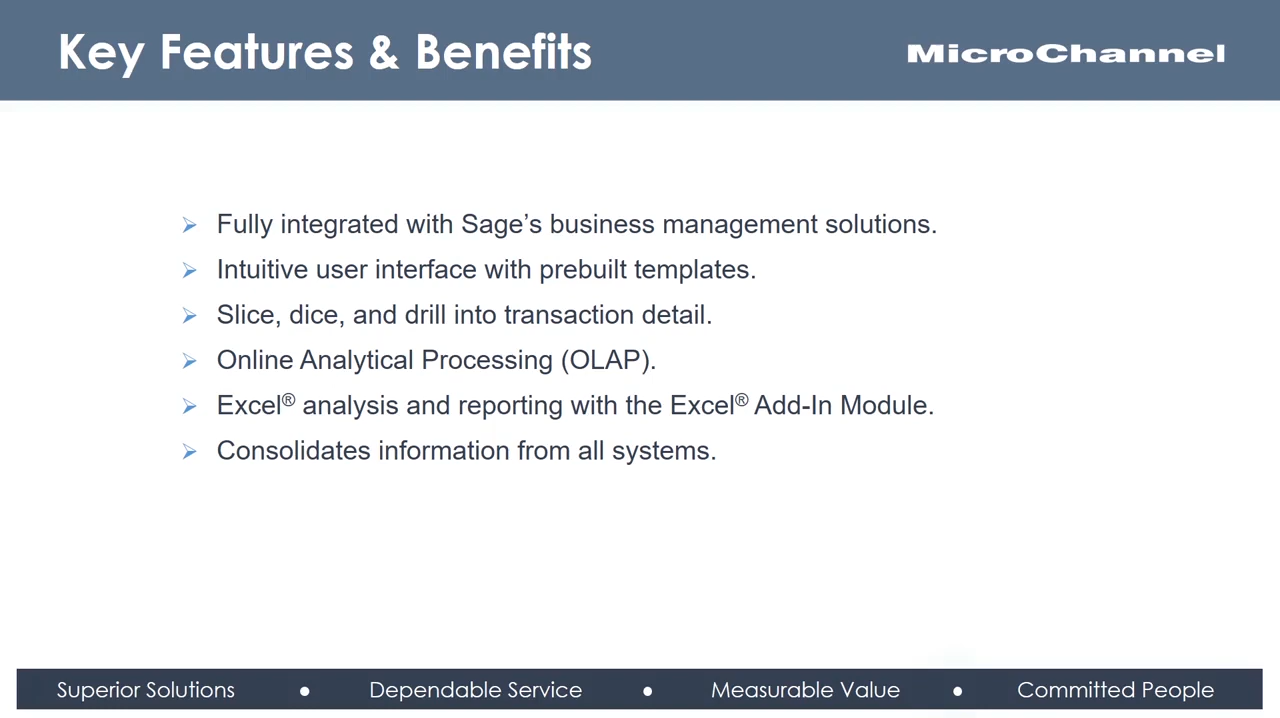 Key Features & Benefits
MicroChannel
➢ Fully integrated with Sage’s business management solutions.
➢ Intuitive user interface with prebuilt templates.
➢ Slice, dice, and drill into transaction detail.
➢ Online Analytical Processing (OLAP).
➢ Excel® analysis and reporting with the Excel® Add-In Module.
➢ Consolidates information from all systems.
Superior Solutions ● Dependable Service ● Measurable Value ● Committed People